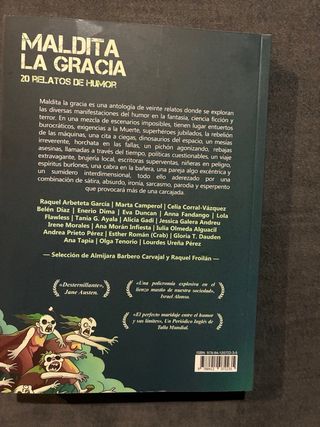 MALDITA
LA GRACIA
20 RELATOS DE HUMOR
Maldita la gracia es una antología de veinte relatos donde se exploran
las diversas manifestaciones del humor en la fantasía, ciencia ficción y
terror. En una mezcla de escenarios imposibles, tienen lugar entuertos
burocráticos, exigencias a la Muerte, superhéroes jubilados, la rebelión
de las máquinas, una cita a ciegas, dinosaurios del espacio, un mesías
irreverente, horchata en las fallas, un pichón agonizando, rebajas
asesinas, llamadas a través del tiempo, políticas cuestionables, un viaje
extravagante, brujería local, escritoras superventas, niñeras en peligro,
espíritus burlones, una cabra en la bañera, una pareja algo excéntrica y
un sumidero interdimensional, todo ello aderezado por una
combinación de sátira, absurdo, ironía, sarcasmo, parodia y esperpento
que provocará más de una carcajada.
Raquel Arbeteta García | Marta Camperol | Celia Corral-Vázquez
Belén Díaz | Enerio Dima | Eva Duncan | Anna Fandango | Lola
Flawless | Tania G. Ayala | Alicia Gadi | Jessica Galera Andreu
Irene Morales | Ana Morán Infiesta | Julia Olmeda Alguacil
Andrea Prieto Pérez | Esther Román (Crab) | Gloria T. Dauden
Ana Tapia | Olga Tenorio | Lourdes Ureña Pérez
— Selección de Almijara Barbero Carvajal y Raquel Froilán —
«Desternillante»,
Jane Austen.
«Una policromía explosiva en el
lienzo mustio de nuestra sociedad»,
Israel Alonso.
«El perfecto maridaje entre el humor
y sus límites», Un Periódico Inglés de
Talla Mundial.